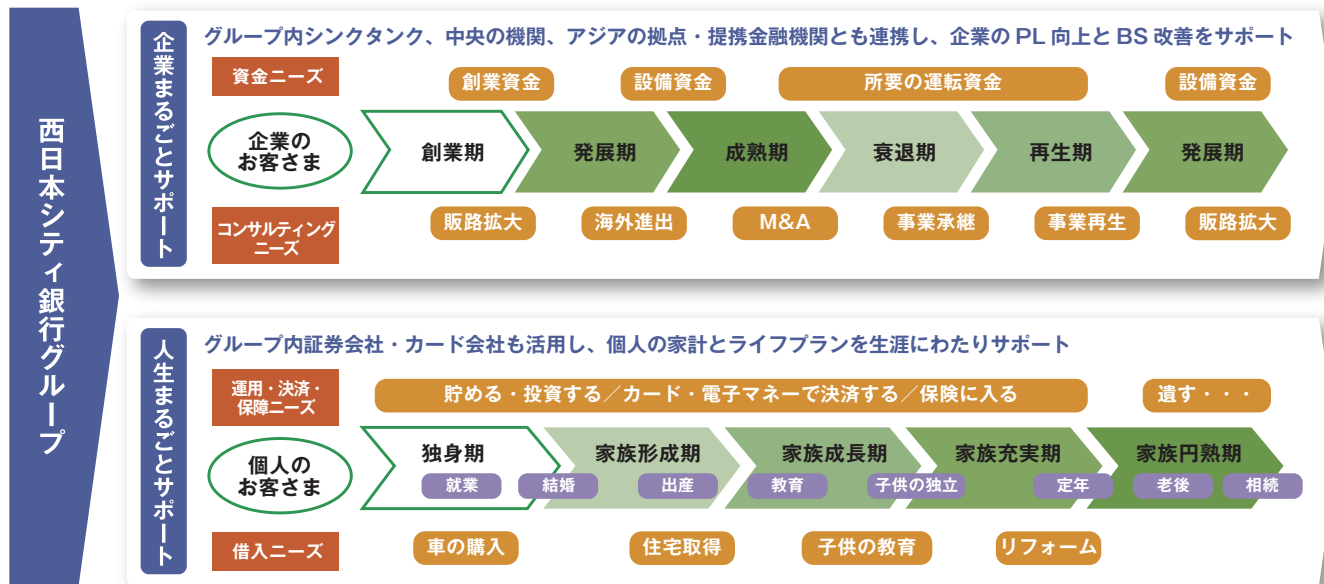 西日本シティ銀行グループ
企業まるごとサポート
グループ内シンクタンク、中央の機関、アジアの拠点・提携金融機関とも連携し、企業の PL 向上と BS 改善をサポート
資金ニーズ
創業資金
設備資金
所要の運転資金
設備資金
企業の
お客さま
創業期
発展期
成熟期
衰退期
再生期
発展期
コンサルティング
ニーズ
販路拡大
海外進出
M&A
事業承継
事業再生
販路拡大
人生まるごとサポート
グループ内証券会社・カード会社も活用し、個人の家計とライフプランを生涯にわたりサポート
運用・決済・
保障ニーズ
貯める・投資する／カード・電子マネーで決済する／保険に入る
遺す・・・
個人の
お客さま
独身期
家族形成期
家族成長期
家族充実期
家族円熟期
就業
結婚
出産
教育
子供の独立
定年
老後
相続
借入ニーズ
車の購入
住宅取得
子供の教育
リフォーム